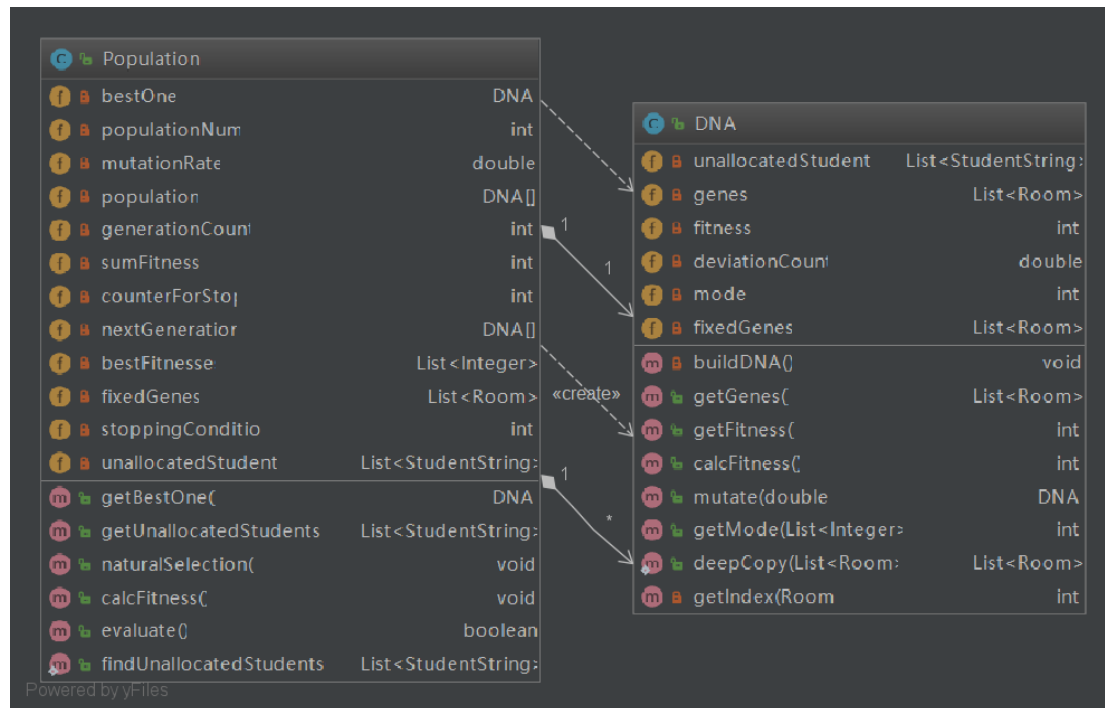 Population
bestOne DNA
populationNum int
mutationRate double
population DNA[]
generationCount int
sumFitness int
counterForStop int
nextGeneration DNA[]
bestFitnesse List<Integer>
fixedGenes List<Room>
stoppingConditio int
unallocatedStudent List<StudentString>
getBestOne( DNA
getUnallocatedStudents List<StudentString>
naturalSelection( void
calcFitness() void
evaluate() boolean
findUnallocatedStudents List<StudentString>
1
1
«create»
1
*
DNA
unallocatedStudent List<StudentString>
genes List<Room>
fitness int
deviationCount double
mode int
fixedGenes List<Room>
buildDNA() void
getGenes( List<Room>
getFitness( int
calcFitness() int
mutate(double DNA
getMode(List<Integer> int
deepCopy(List<Room> List<Room>
getIndex(Room int
Powered by yFiles